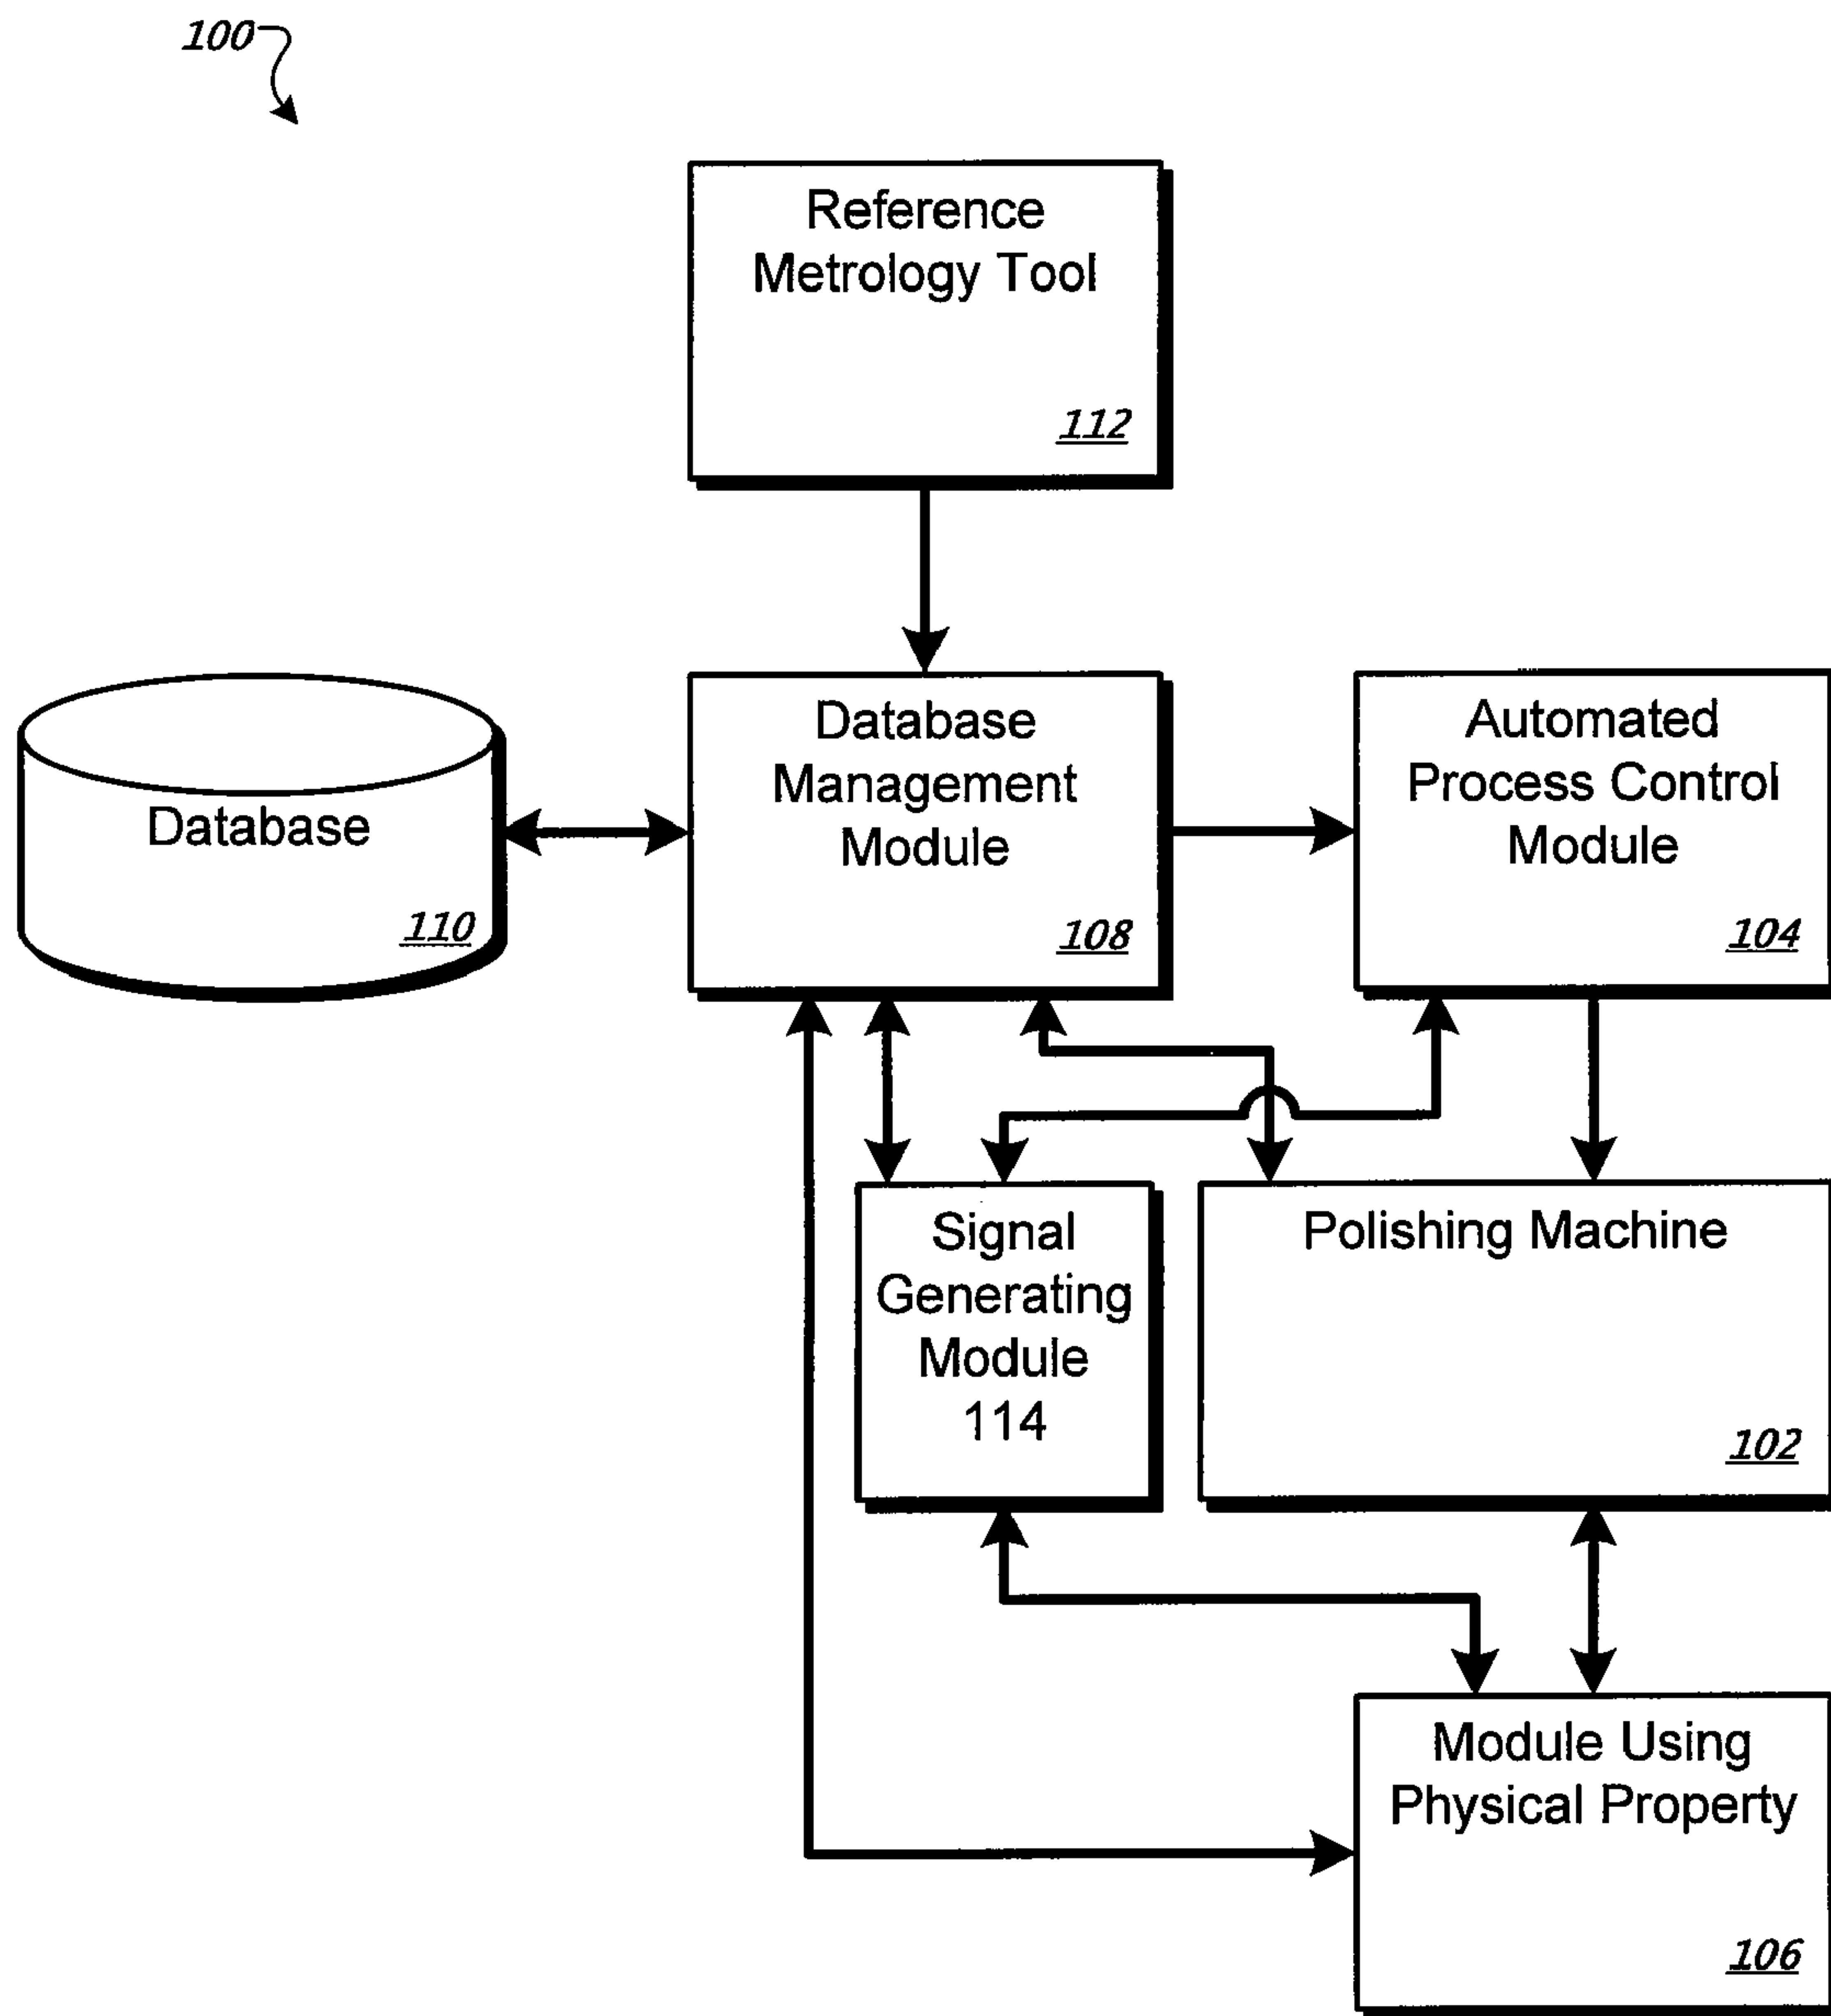 100
Reference
Metrology Tool
112
Database
110
Database
Management
Module
108
Automated
Process Control
Module
104
Signal
Generating
Module
114
Polishing Machine
102
Module Using
Physical Property
106